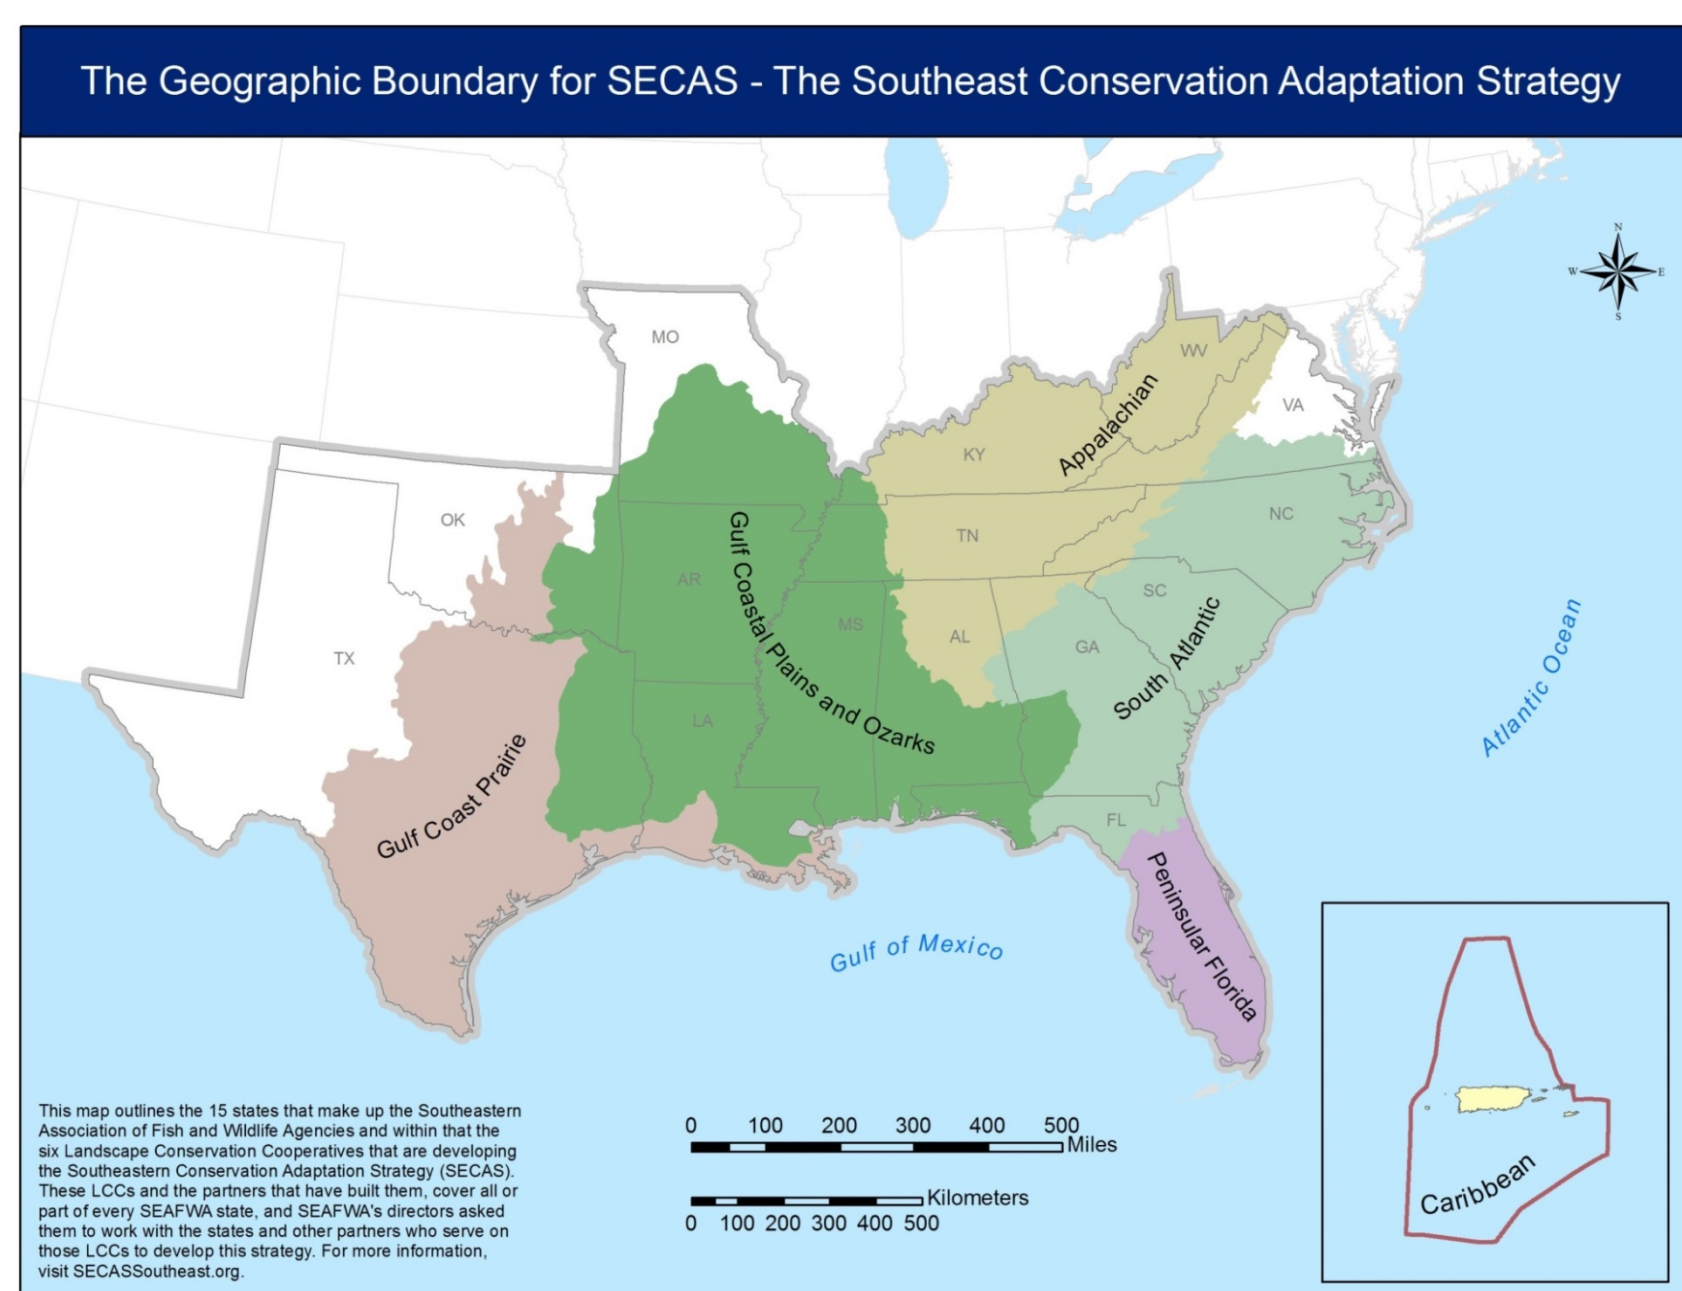 The Geographic Boundary for SECAS - The Southeast Conservation Adaptation Strategy
N
W
E
S
MO
WV
VA
KY
Appalachian
OK
NC
TN
AR
Gulf Coastal Plains and Ozarks
SC
MS
AL
GA
TX
South Atlantic
LA
Atlantic Ocean
Gulf Coast Prairie
FL
Peninsular Florida
Gulf of Mexico
Caribbean
This map outlines the 15 states that make up the Southeastern
Association of Fish and Wildlife Agencies and within that the
six Landscape Conservation Cooperatives that are developing
the Southeastern Conservation Adaptation Strategy (SECAS).
These LCCs and the partners that have built them, cover all or
part of every SEAFWA state, and SEAFWA's directors asked
them to work with the states and other partners who serve on
those LCCs to develop this strategy. For more information,
visit SECASSoutheast.org.
0 100 200 300 400 500
Miles
Kilometers
0 100 200 300 400 500